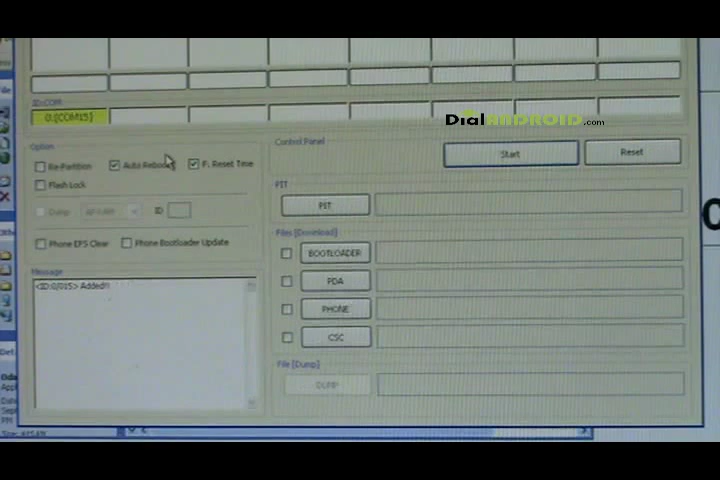 ID:COM
0:[COM15]
DialANDROID.com
Option
Control Panel
Re-Partition
Auto Reboot
F. Reset Time
Start
Reset
Flash Lock
PIT
PIT
Dump
ID
Files [Download]
Phone EFS Clear
Phone Bootloader Update
BOOTLOADER
Message
<ID:0/015> Added!!
PDA
PHONE
CSC
File [Dump]
DUMP